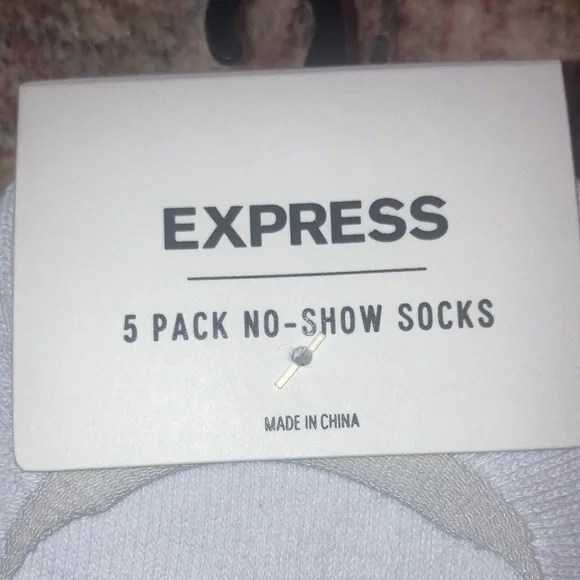 EXPRESS
5 PACK NO-SHOW SOCKS
MADE IN CHINA